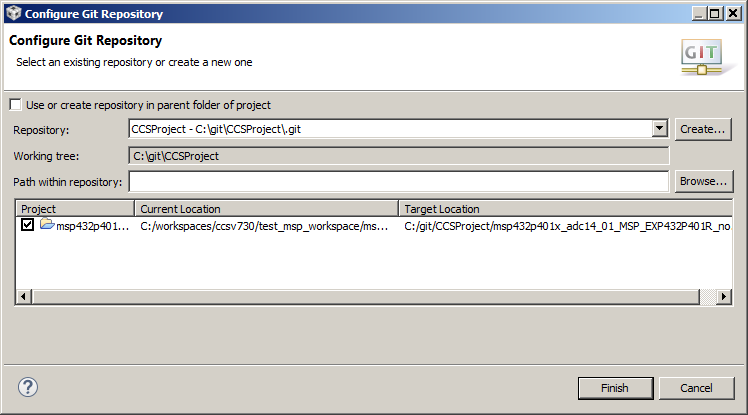 Configure Git Repository
Configure Git Repository
Select an existing repository or create a new one
GIT
Use or create repository in parent folder of project
Repository: CCSProject - C:\git\CCSProject\.git Create...
Working tree: C:\git\CCSProject
Path within repository: Browse...
Project Current Location Target Location
msp432p401... C:/workspaces/ccsv730/test_msp_workspace/ms... C:/git/CCSProject/msp432p401x_adc14_01_MSP_EXP432P401R_no
? Finish Cancel